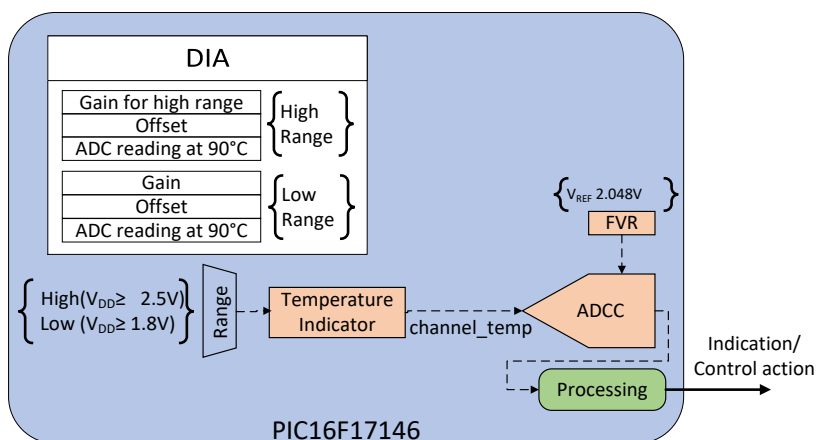 DIA
Gain for high range
Offset
ADC reading at 90°C
High
Range
Gain
Offset
ADC reading at 90°C
Low
Range
VREF 2.048V
FVR
High(VDD≥ 2.5V)
Low (VDD≥ 1.8V)
Range
Temperature
Indicator
channel_temp
ADCC
Processing
Indication/
Control action
PIC16F17146